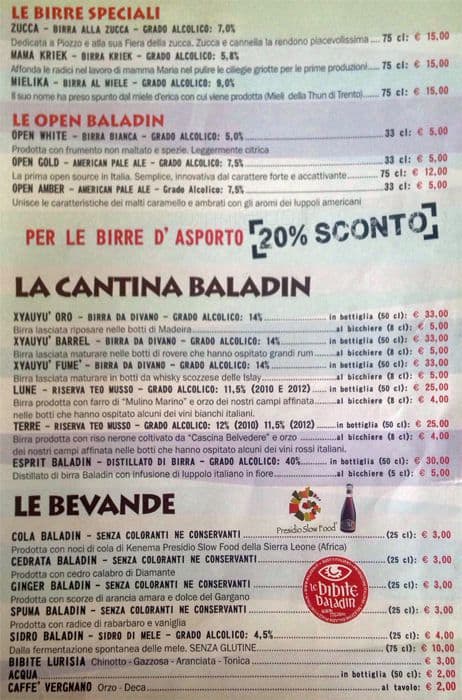 LE BIRRE SPECIALI
ZUCCA - BIRRA ALLA ZUCCA - GRADO ALCOLICO: 7,0%
Dedicata a Piozzo e alla sua Fiera della zucca. Zucca e cannella la rendono piacevolissima .... 75 cl: € 15,00
MAMA KRIEK - BIRRA KRIEK - GRADO ALCOLICO: 5,8%
Affonda le radici nel lavoro di mamma Maria nel pulire le ciliegie griotte per le prime produzioni.... 75 cl: € 15,00
MIELIKA - BIRRA AL MIELE - GRADO ALCOLICO: 9,0%
Il suo nome ha preso spunto dal miele d'erica con cui viene prodotta (Mieli della Thun di Trento)..... 75 cl: € 15,00
LE OPEN BALADIN
OPEN WHITE - BIRRA BIANCA - GRADO ALCOLICO: 5,0% 33 cl: € 5,00
Prodotta con frumento non maltato e spezie. Leggermente citrica
OPEN GOLD - AMERICAN PALE ALE - GRADO ALCOLICO: 7,5% 33 cl: € 5,00
La prima open source in Italia. Semplice, innovativa dal carattere forte e accattivante 75 cl: € 12,00
OPEN AMBER - AMERICAN PALE ALE - Grado Alcolico: 7,5% 33 cl: € 5,00
Unisce le caratteristiche dei malti caramello e ambrati con gli aromi dei luppoli americani
PER LE BIRRE D' ASPORTO [20% SCONTO]
LA CANTINA BALADIN
XYAUYU' ORO - BIRRA DA DIVANO - GRADO ALCOLICO: 14% in bottiglia (50 cl): € 33,00
Birra lasciata riposare nelle botti di Madeira al bicchiere (8 cl): € 5,00
XYAUYU' BARREL - BIRRA DA DIVANO - GRADO ALCOLICO: 14% in bottiglia (50 cl): € 33,00
Birra lasciata maturare nelle botti di rovere che hanno ospitato grandi rum al bicchiere (8 cl): € 5,00
XYAUYU' FUME' - BIRRA DA DIVANO - GRADO ALCOLICO: 14% in bottiglia (50 cl): € 33,00
Birra lasciata maturare in botti da whisky scozzese delle Islay al bicchiere (8 cl): € 5,00
LUNE - RISERVA TEO MUSSO - GRADO ALCOLICO: 11,5% (2010 E 2012) in bottiglia (50 cl): € 25,00
Birra prodotta con farro di "Mulino Marino" e orzo dei nostri campi affinata al bicchiere (8 cl): € 4,00
nelle botti che hanno ospitato alcuni dei vini bianchi italiani.
TERRE - RISERVA TEO MUSSO - GRADO ALCOLICO: 12% (2010) 11,5% (2012) in bottiglia (50 cl): € 25,00
Birra prodotta con riso nerone coltivato da "Cascina Belvedere" e orzo al bicchiere (8 cl): € 4,00
dei nostri campi affinata nelle botti che hanno ospitato alcuni dei vini rossi italiani.
ESPRIT BALADIN - DISTILLATO DI BIRRA - GRADO ALCOLICO: 40% in bottiglia (50 cl): € 30,00
Distillato di birra Baladin con infusione di luppolo italiano in fiore al bicchiere (5 cl): € 5,00
LE BEVANDE
Presidio Slow Food
COLA BALADIN - SENZA COLORANTI NE CONSERVANTI (25 cl): € 3,00
Prodotta con noci di cola di Kenema Presidio Slow Food della Sierra Leone (Africa)
CEDRATA BALADIN - SENZA COLORANTI NE CONSERVANTI (25 cl): € 3,00
Prodotta con cedro calabro di Diamante
GINGER BALADIN - SENZA COLORANTI NE CONSERVANTI (25 cl): € 3,00
Prodotta con scorze di arancia amara e dolce del Gargano
le BIBITE Baladin
SPUMA BALADIN - SENZA COLORANTI NE CONSERVANTI (25 cl): € 3,00
Prodotta con radice di rabarbaro e vaniglia
SIDRO BALADIN - SIDRO DI MELE - GRADO ALCOLICO: 4,5% (25 cl): € 4,00
Dalla fermentazione spontanea delle mele. SENZA GLUTINE (75 cl): € 10,00
BIBITE LURISIA Chinotto - Gazzosa - Aranciata - Tonica € 3,00
ACQUA in bottiglia (50 cl): € 2,00
CAFFE' VERGNANO Orzo - Deca al tavolo: € 2,00